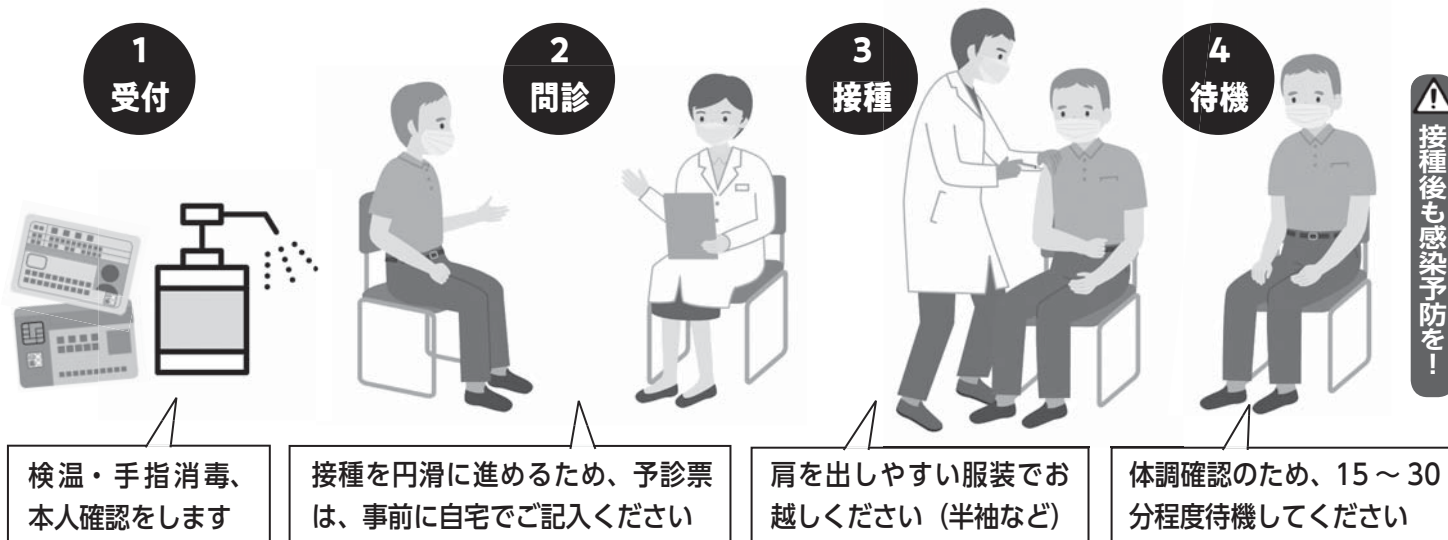 1
受付
2
問診
3
接種
4
待機
接種後も感染予防を！
検温・手指消毒、
本人確認をします
接種を円滑に進めるため、予診票
は、事前に自宅でご記入ください
肩を出しやすい服装でお
越しください（半袖など）
体調確認のため、15～30
分程度待機してください